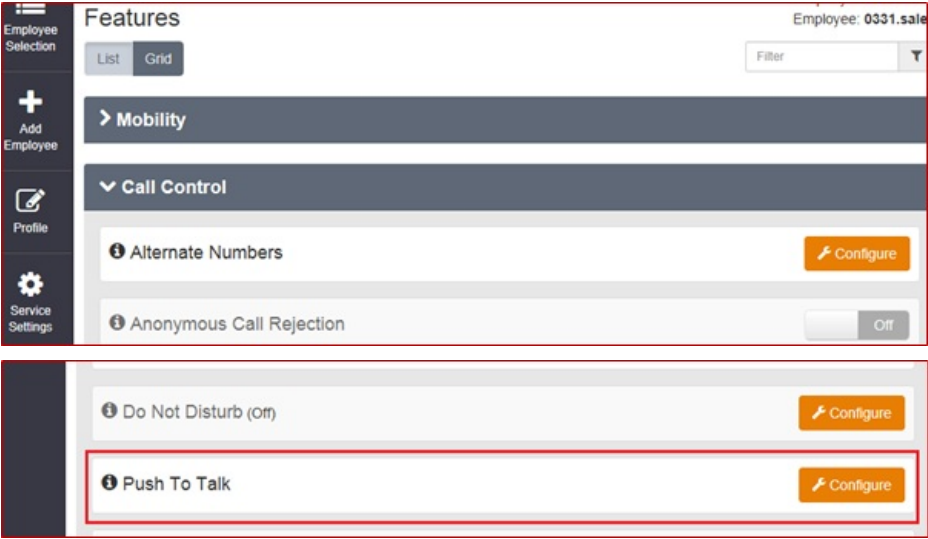 Employee
Selection
Features
Employee: 0331.sale
List Grid
Filter
Add
Employee
Mobility
Call Control
Profile
Alternate Numbers
Configure
Service
Settings
Anonymous Call Rejection
Off
Do Not Disturb (Off)
Configure
Push To Talk
Configure